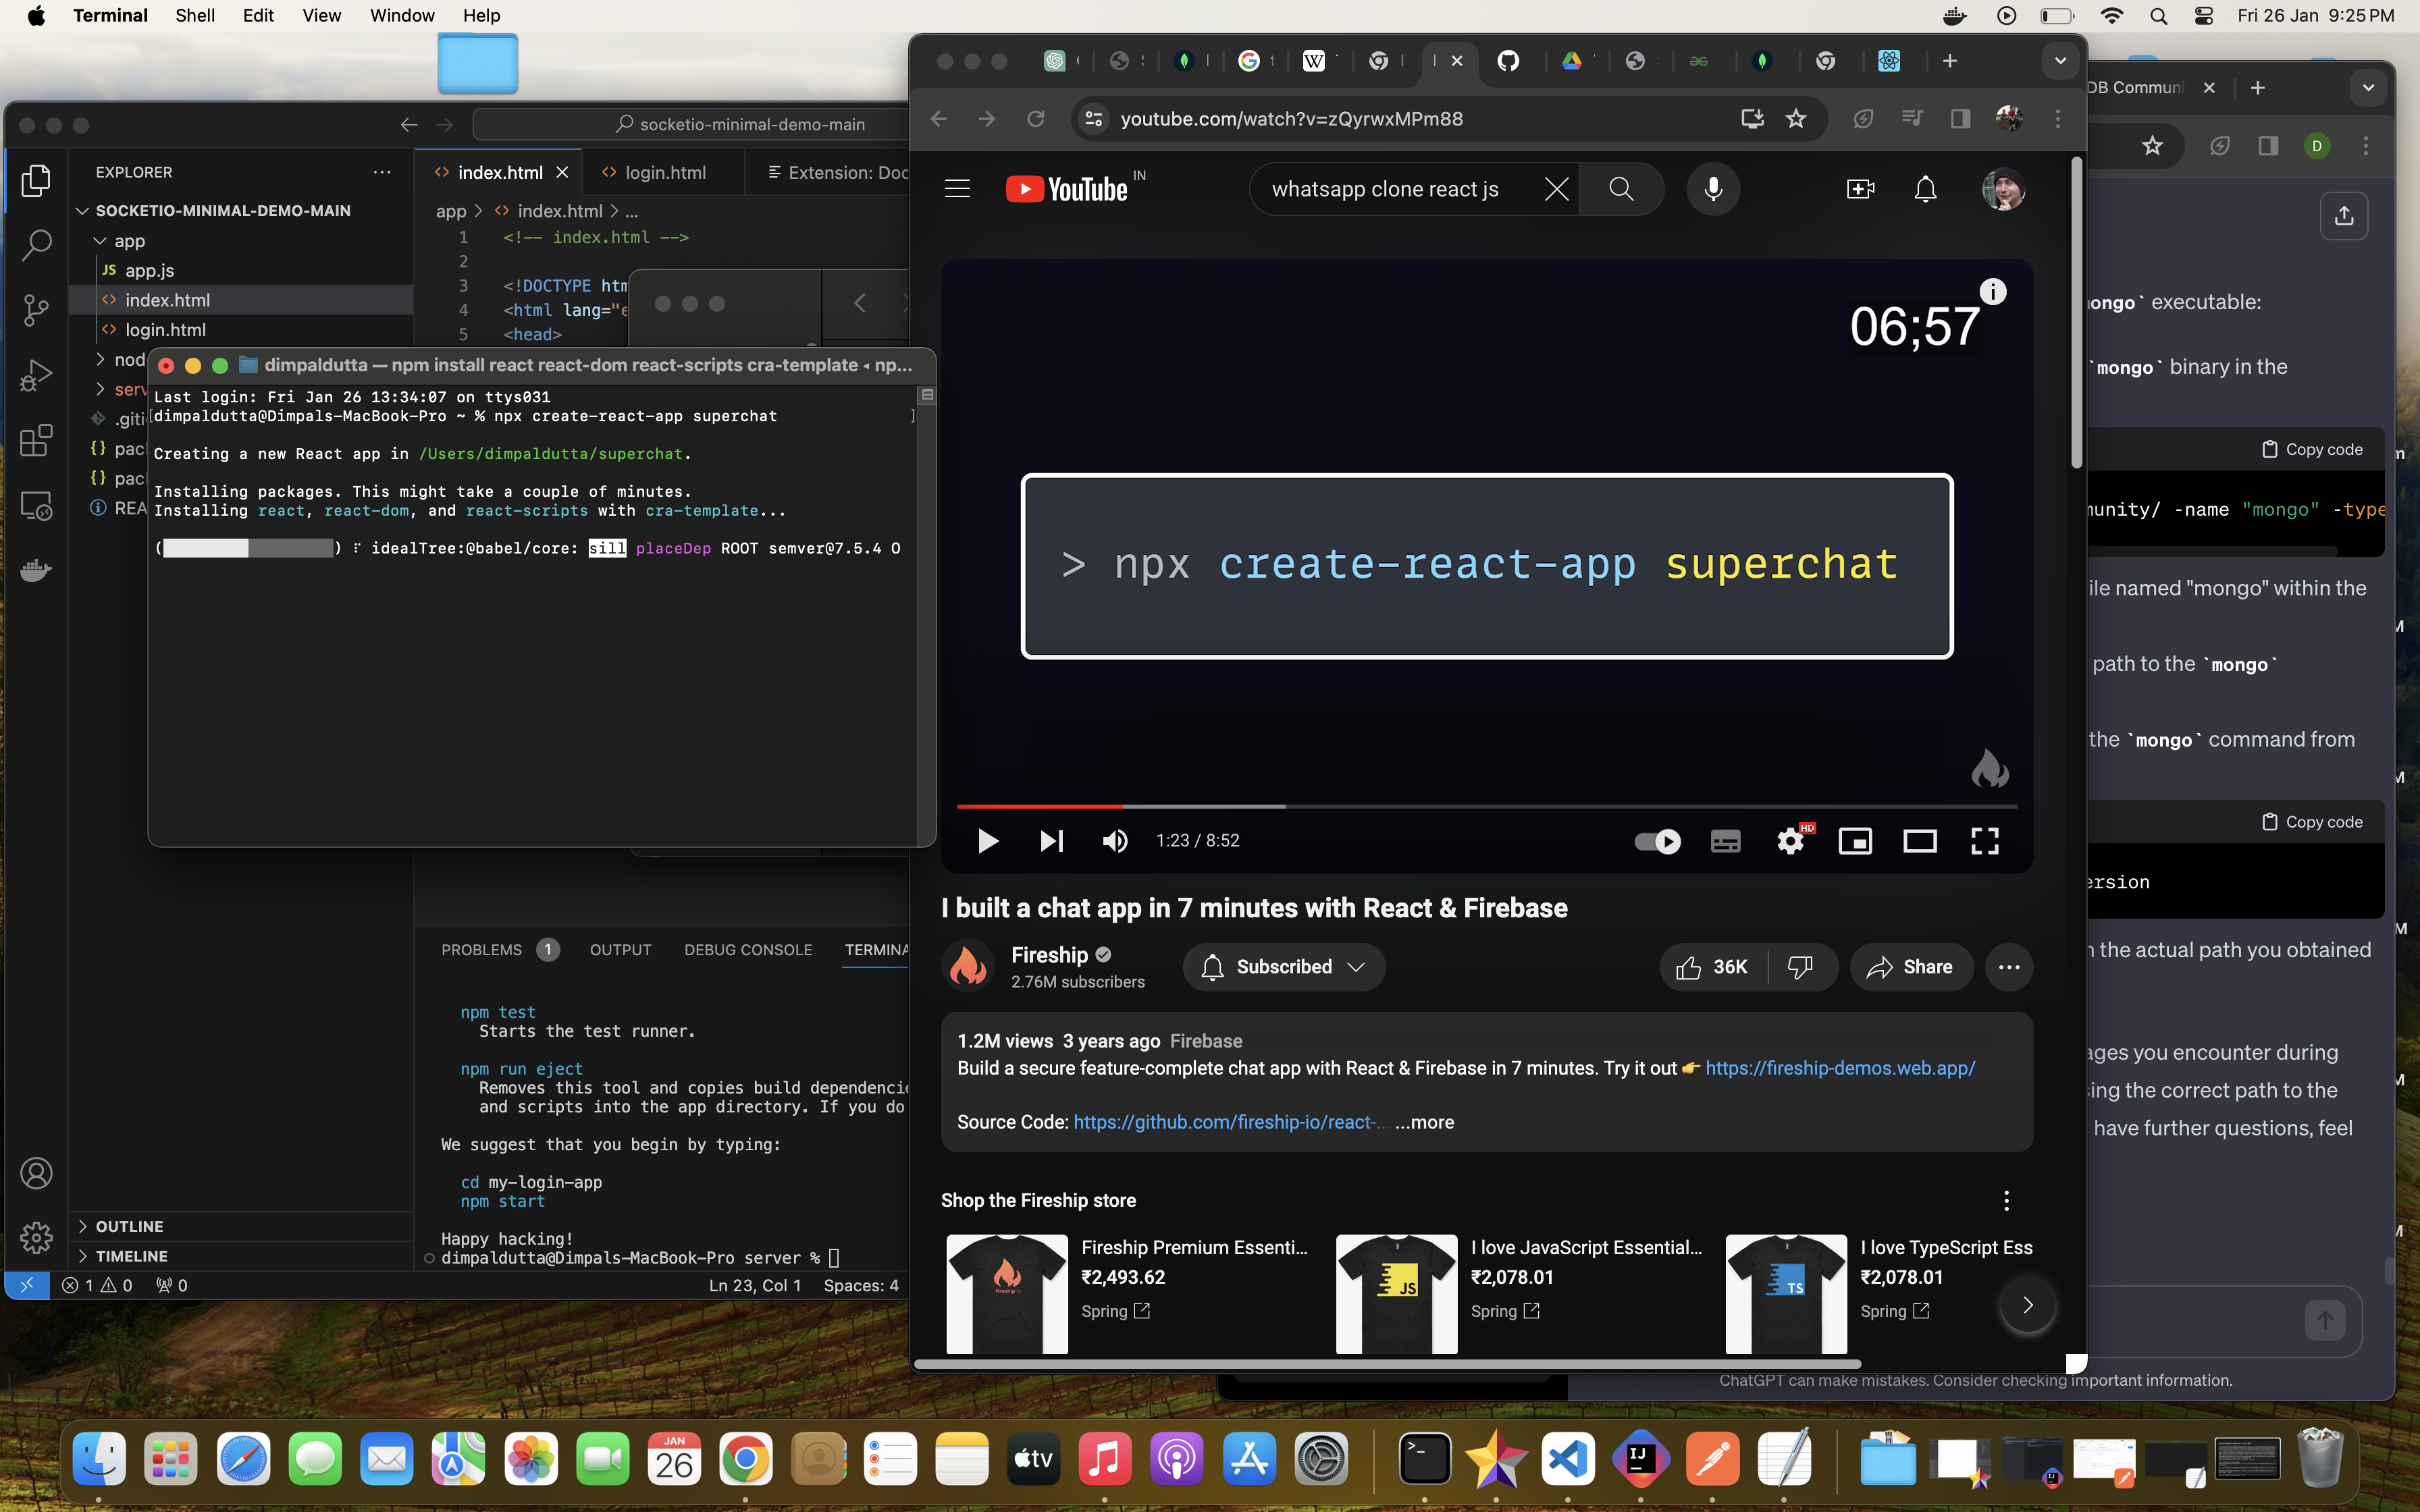 Terminal Shell Edit View Window Help
Fri 26 Jan 9:25 PM
socketio-minimal-demo-main
EXPLORER
SOCKETIO-MINIMAL-DEMO-MAIN
app
JS app.js
index.html
login.html
nod
serv
.giti
pac
pac
REA
OUTLINE
TIMELINE
index.html
login.html
Extension: Doc
app > index.html > ...
1 <!-- index.html -->
2
3 <!DOCTYPE htm
4 <html lang="e
5 <head>
dimpaldutta — npm install react react-dom react-scripts cra-template ◂ np...
Last login: Fri Jan 26 13:34:07 on ttys031
[dimpaldutta@Dimpals-MacBook-Pro ~ % npx create-react-app superchat ]
Creating a new React app in /Users/dimpaldutta/superchat.
Installing packages. This might take a couple of minutes.
Installing react, react-dom, and react-scripts with cra-template...
( ) ⠏ idealTree:@babel/core: sill placeDep ROOT semver@7.5.4 O
PROBLEMS 1 OUTPUT DEBUG CONSOLE TERMINA
npm test
Starts the test runner.
npm run eject
Removes this tool and copies build dependencie
and scripts into the app directory. If you do
We suggest that you begin by typing:
cd my-login-app
npm start
Happy hacking!
dimpaldutta@Dimpals-MacBook-Pro server %
1 0 0
Ln 23, Col 1 Spaces: 4
youtube.com/watch?v=zQyrwxMPm88
YouTube IN
whatsapp clone react js
06;57
> npx create-react-app superchat
1:23 / 8:52
HD
I built a chat app in 7 minutes with React & Firebase
Fireship
2.76M subscribers
Subscribed
36K
Share
1.2M views 3 years ago Firebase
Build a secure feature-complete chat app with React & Firebase in 7 minutes. Try it out 👉 https://fireship-demos.web.app/
Source Code: https://github.com/fireship-io/react-... ...more
Shop the Fireship store
Fireship Premium Essenti...
₹2,493.62
Spring
I love JavaScript Essential...
₹2,078.01
Spring
I love TypeScript Ess
₹2,078.01
Spring
fireship
JS
TS
DB Communi
D
ongo` executable:
`mongo` binary in the
Copy code
munity/ -name "mongo" -type
ile named "mongo" within the
path to the `mongo`
the `mongo` command from
Copy code
ersion
n the actual path you obtained
ages you encounter during
ing the correct path to the
have further questions, feel
ChatGPT can make mistakes. Consider checking important information.
JAN
26
tv
IJ